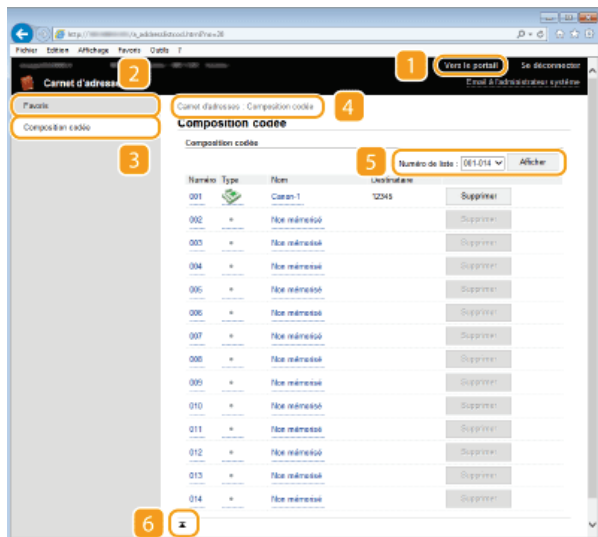 Fichier Edition Affichage Favoris Outils ?
1
Vers le portail Se déconnecter
2
Carnet d'adresses
Email à l'administrateur système
Favoris
Carnet d'adresses : Composition codée
4
Composition codée
Composition codée
3
Composition codée
5
Numéro de liste : 001-014 Afficher
Numéro Type Nom Destinataire
001 Canon-1 12345 Supprimer
002 Non mémorisé Supprimer
003 Non mémorisé Supprimer
004 Non mémorisé Supprimer
005 Non mémorisé Supprimer
006 Non mémorisé Supprimer
007 Non mémorisé Supprimer
008 Non mémorisé Supprimer
009 Non mémorisé Supprimer
010 Non mémorisé Supprimer
011 Non mémorisé Supprimer
012 Non mémorisé Supprimer
013 Non mémorisé Supprimer
014 Non mémorisé Supprimer
6